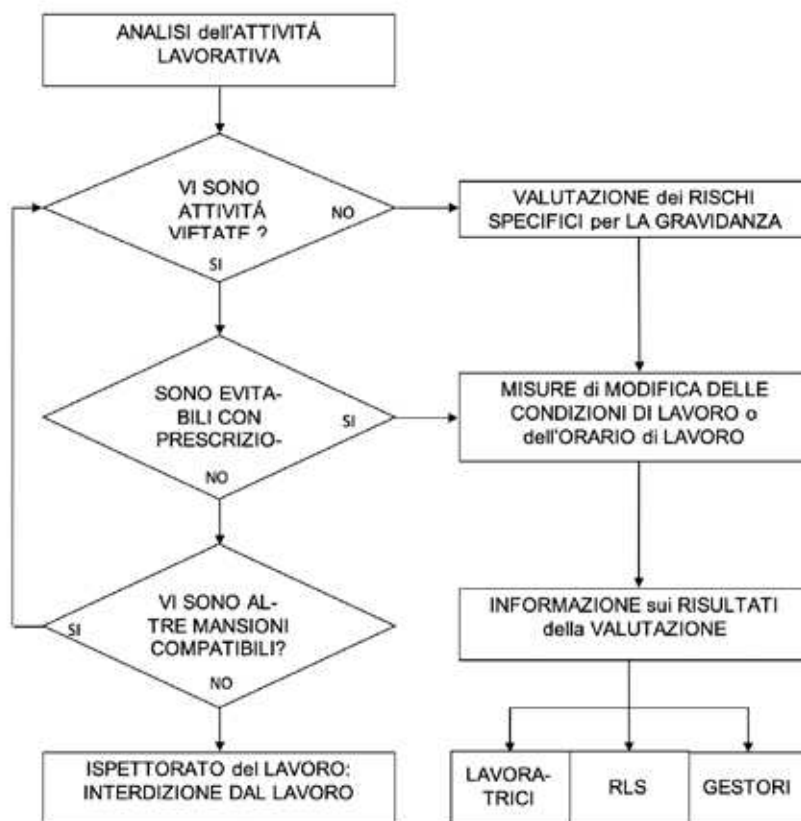 ANALISI dell'ATTIVITÁ
LAVORATIVA
VI SONO
ATTIVITÁ
VIETATE ?
NO
SI
VALUTAZIONE dei RISCHI
SPECIFICI per LA GRAVIDANZA
SONO EVITA-
BILI CON
PRESCRIZIO-
SI
NO
MISURE di MODIFICA DELLE
CONDIZIONI DI LAVORO o
dell'ORARIO di LAVORO
VI SONO AL-
TRE MANSIONI
COMPATIBILI?
SI
NO
INFORMAZIONE sui RISULTATI
della VALUTAZIONE
ISPETTORATO del LAVORO:
INTERDIZIONE DAL LAVORO
LAVORA-
TRICI
RLS
GESTORI